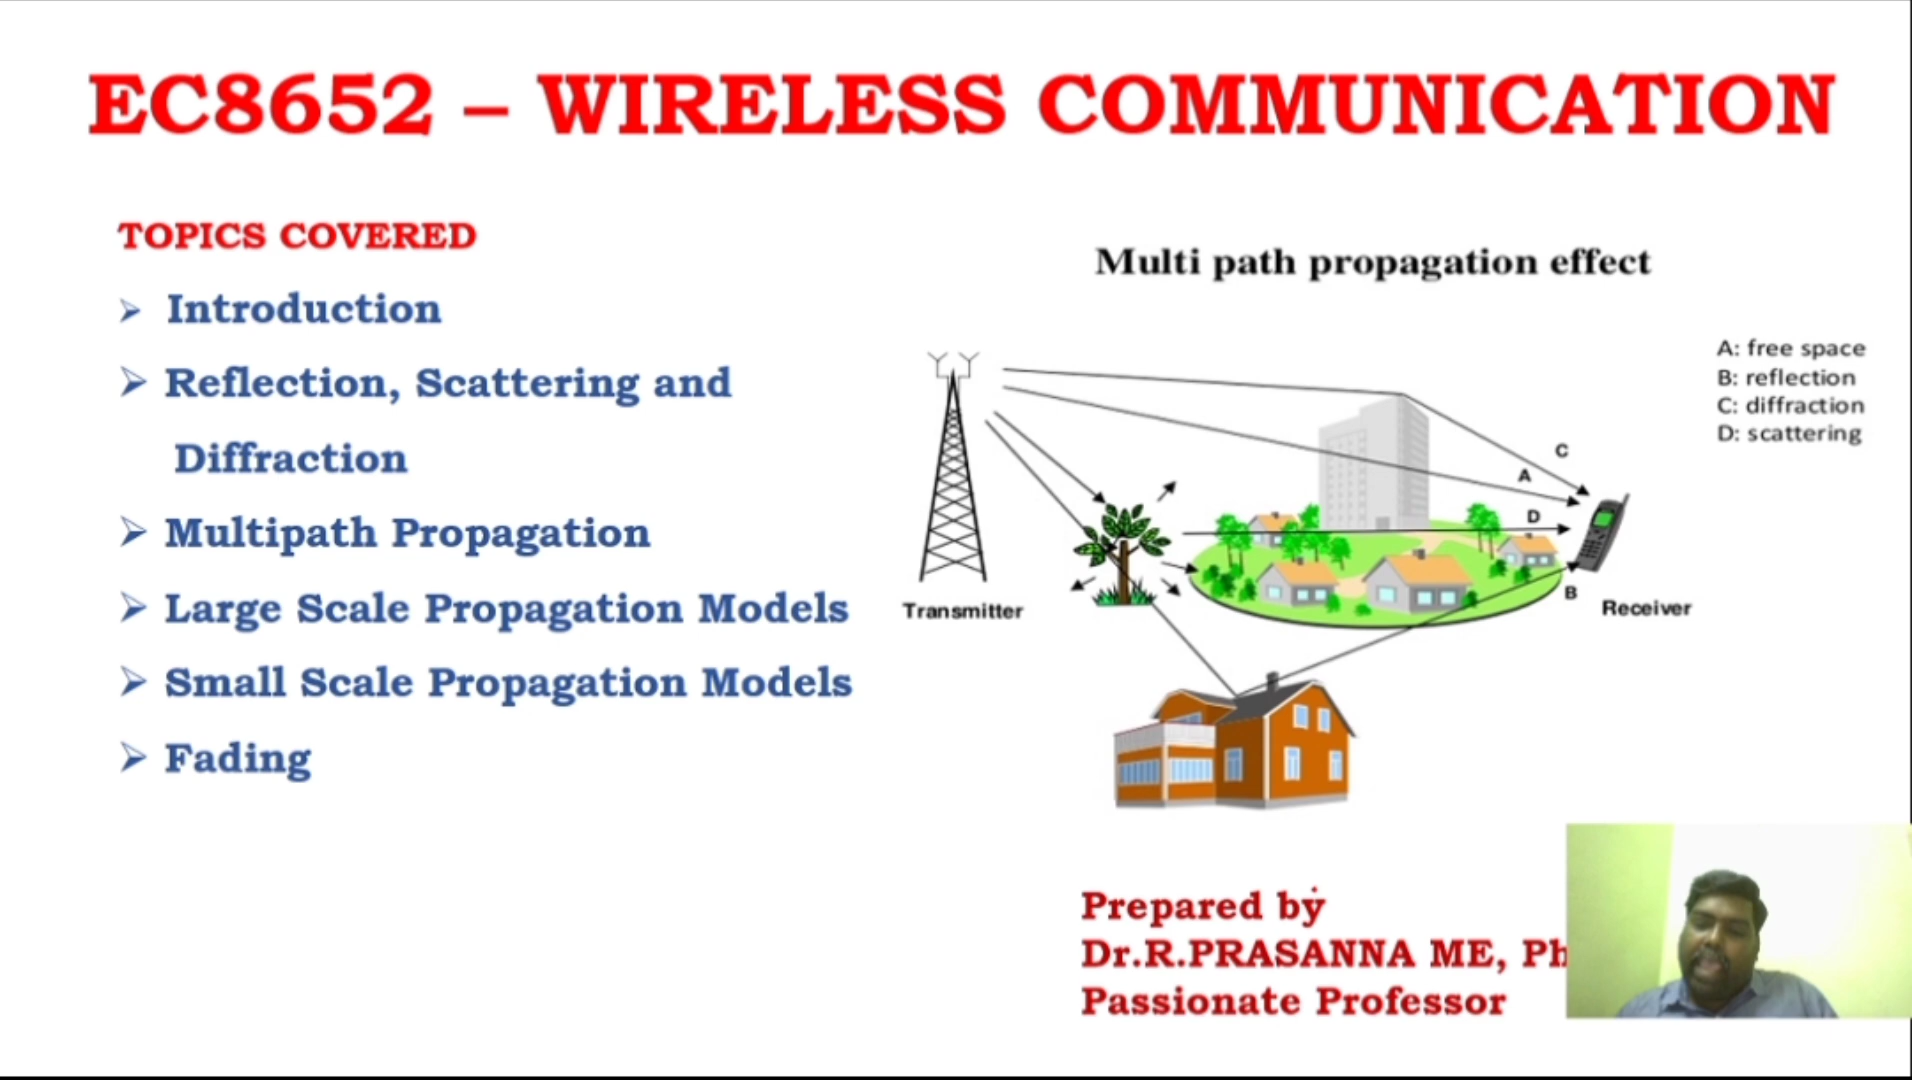 EC8652 – WIRELESS COMMUNICATION
TOPICS COVERED
Introduction
Reflection, Scattering and
Diffraction
Multipath Propagation
Large Scale Propagation Models
Small Scale Propagation Models
Fading
Multi path propagation effect
A: free space
B: reflection
C: diffraction
D: scattering
C
A
D
B
Transmitter
Receiver
Prepared by
Dr.R.PRASANNA ME, Ph
Passionate Professor